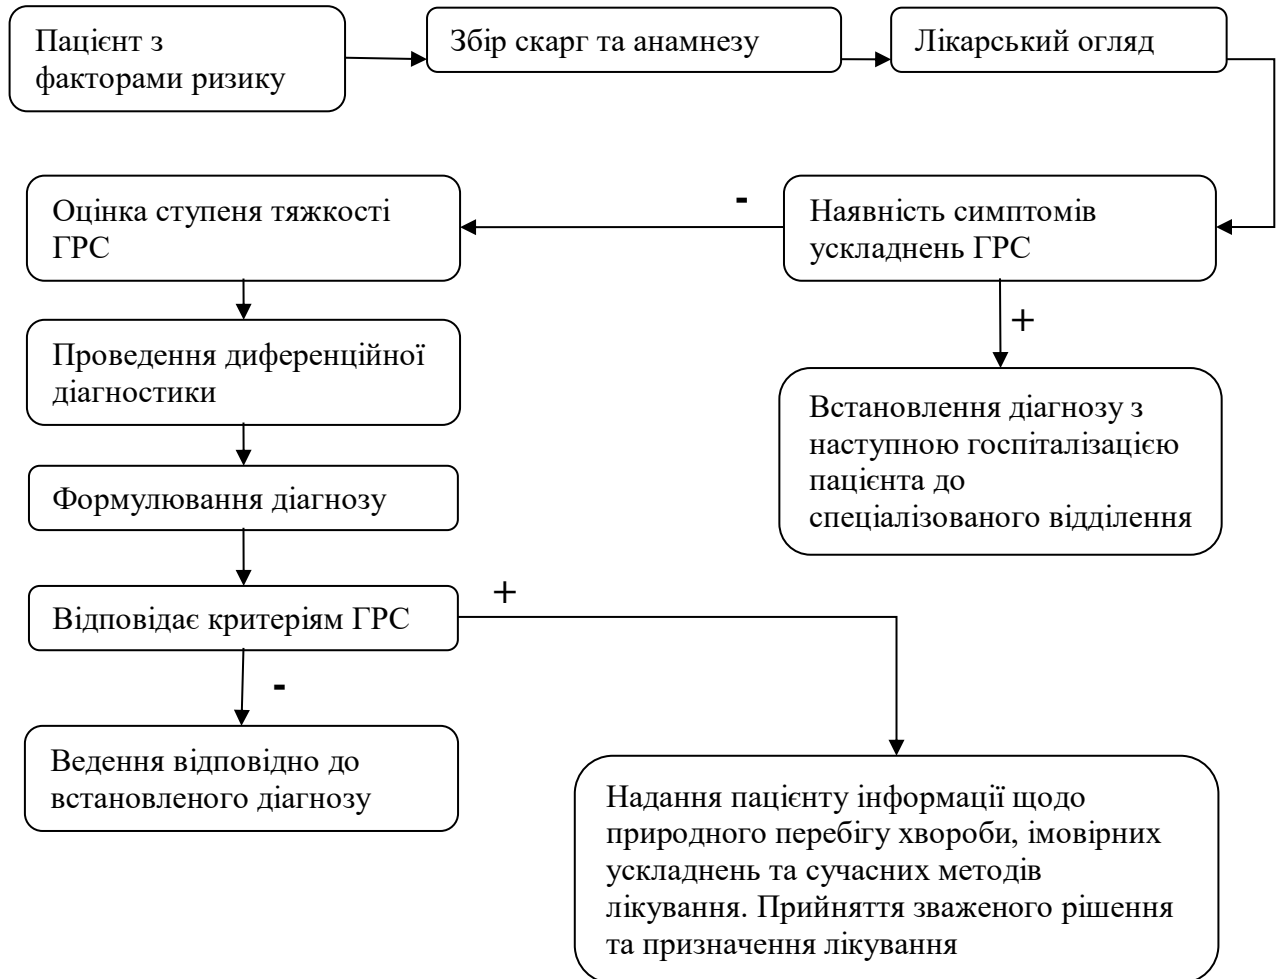 Пацієнт з
факторами ризику
Збір скарг та анамнезу
Лікарський огляд
Наявність симптомів
ускладнень ГРС
-
Оцінка ступеня тяжкості
ГРС
+
Встановлення діагнозу з
наступною госпіталізацією
пацієнта до
спеціалізованого відділення
Проведення диференційної
діагностики
Формулювання діагнозу
Відповідає критеріям ГРС
+
-
Ведення відповідно до
встановленого діагнозу
Надання пацієнту інформації щодо
природного перебігу хвороби, імовірних
ускладнень та сучасних методів
лікування. Прийняття зваженого рішення
та призначення лікування